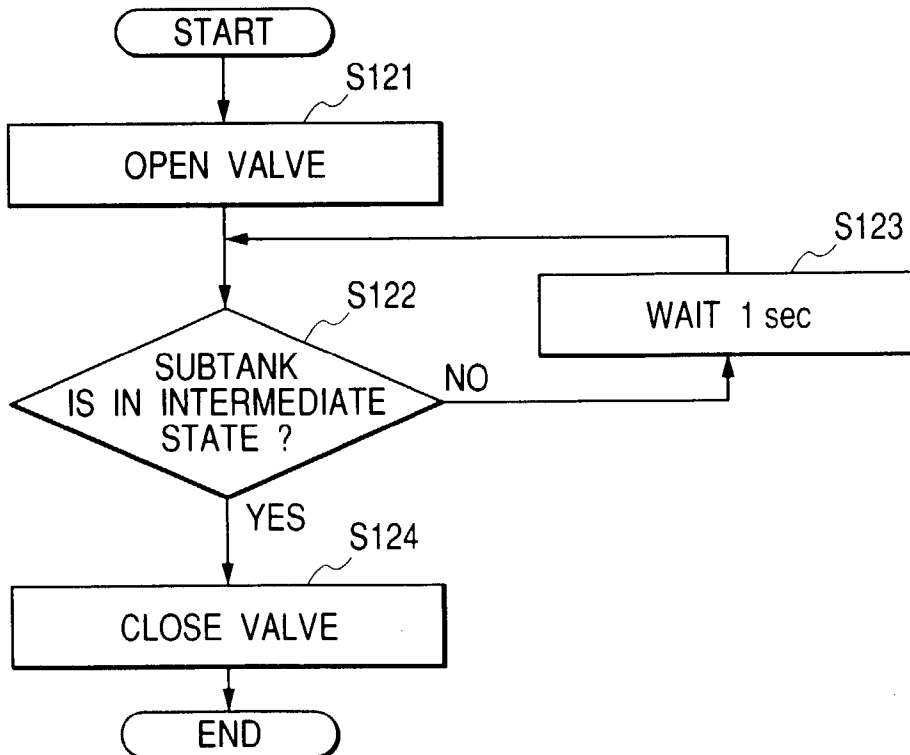 START
S121
OPEN VALVE
S123
WAIT 1 sec
S122
SUBTANK
IS IN INTERMEDIATE
STATE ?
NO
YES
S124
CLOSE VALVE
END